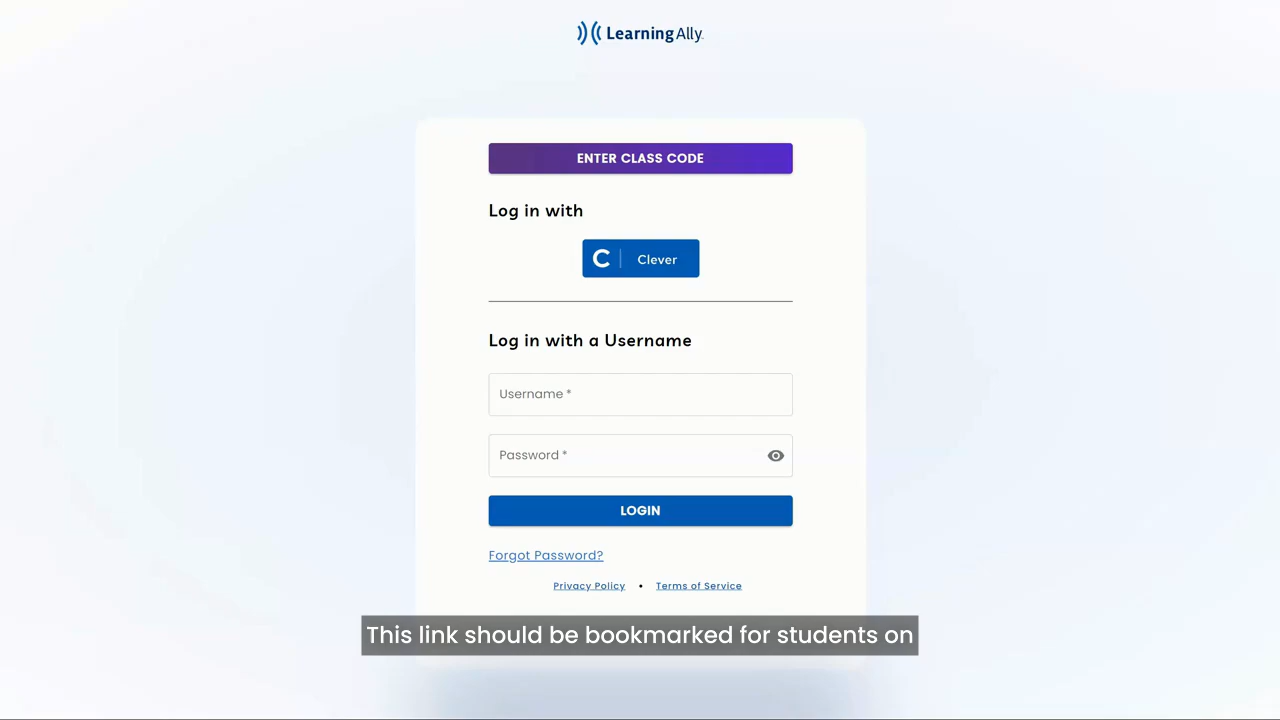 Learning Ally
ENTER CLASS CODE
Log in with
C | Clever
Log in with a Username
Username *
Password *
LOGIN
Forgot Password?
Privacy Policy • Terms of Service
This link should be bookmarked for students on